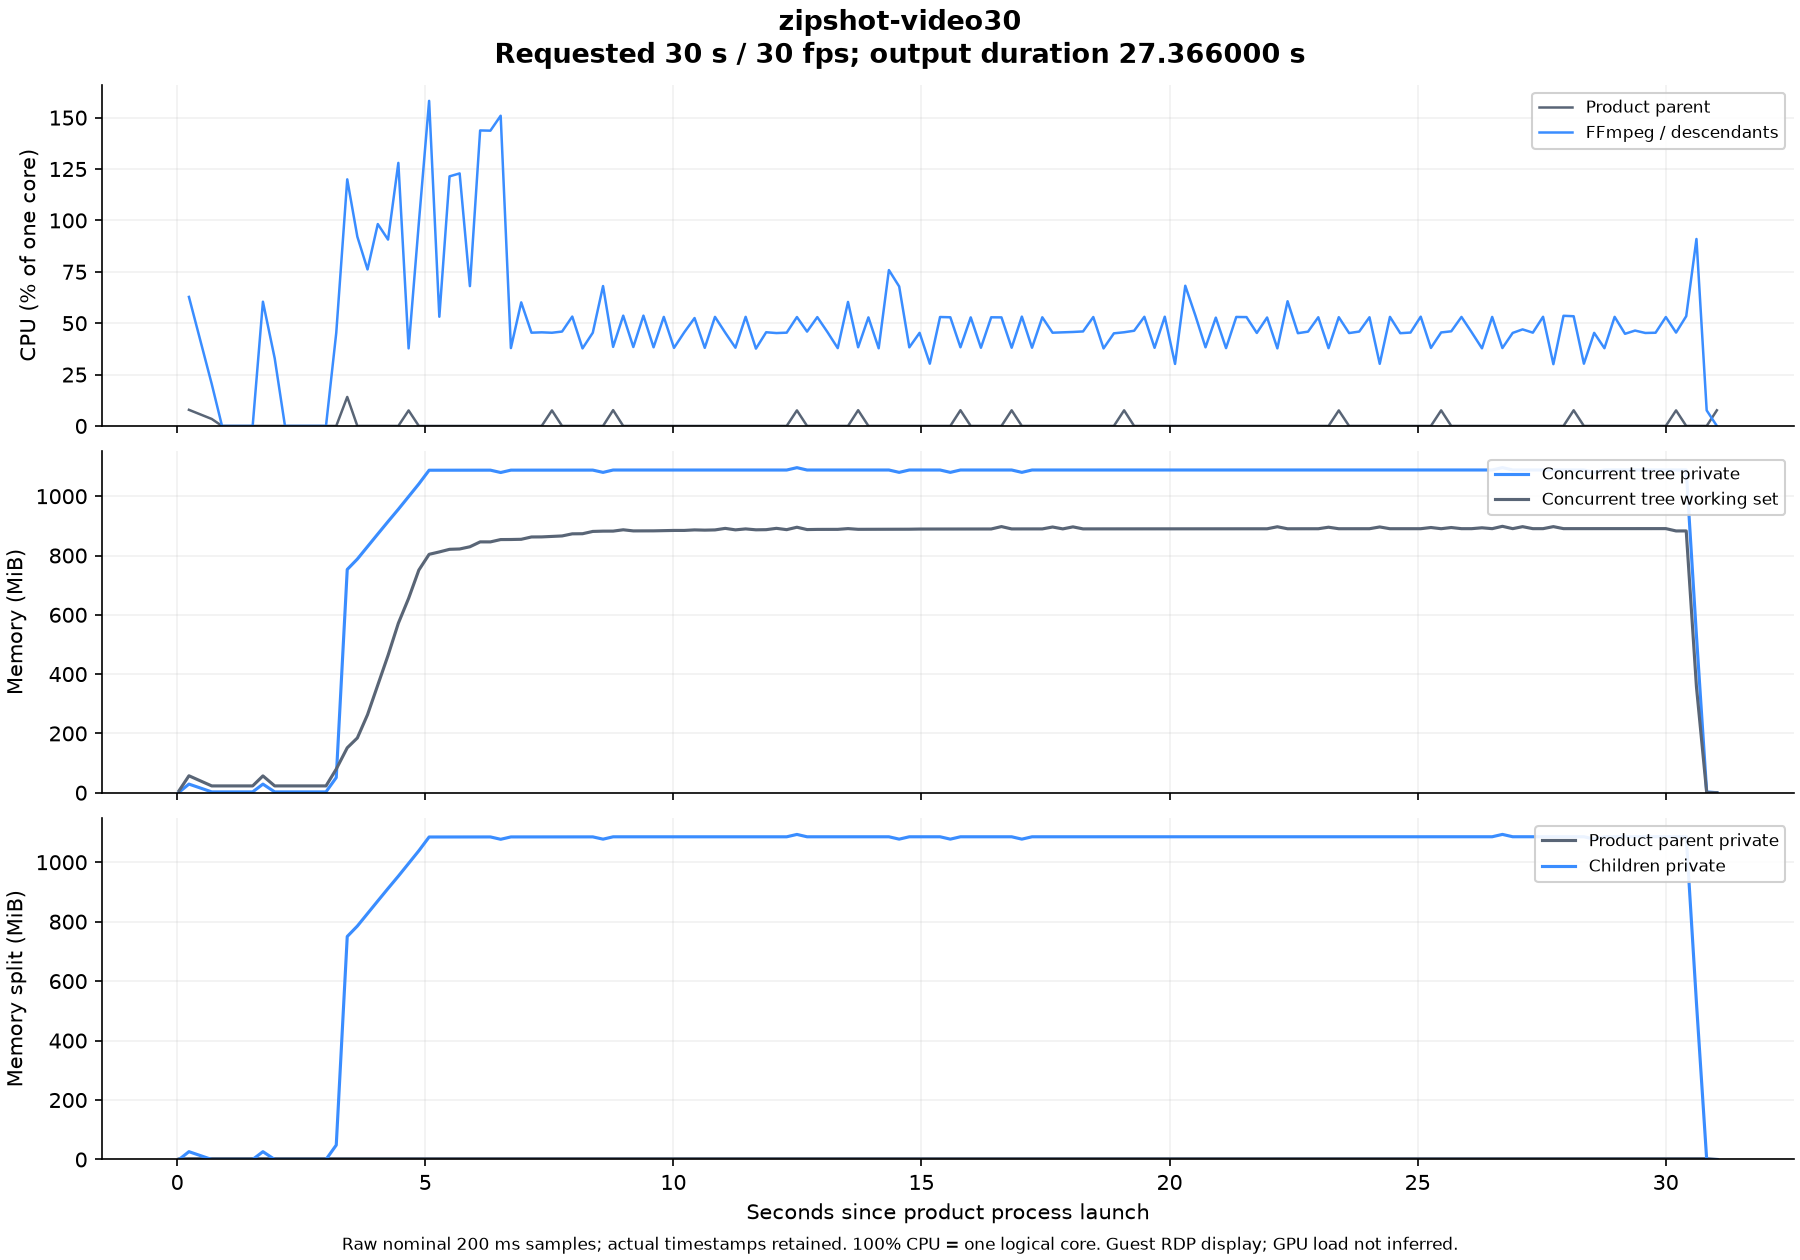 zipshot-video30
Requested 30 s / 30 fps; output duration 27.366000 s
CPU (% of one core)
150
125
100
75
50
25
0
Product parent
FFmpeg / descendants
Memory (MiB)
1000
800
600
400
200
0
Concurrent tree private
Concurrent tree working set
Memory split (MiB)
1000
800
600
400
200
0
Product parent private
Children private
0 5 10 15 20 25 30
Seconds since product process launch
Raw nominal 200 ms samples; actual timestamps retained. 100% CPU = one logical core. Guest RDP display; GPU load not inferred.